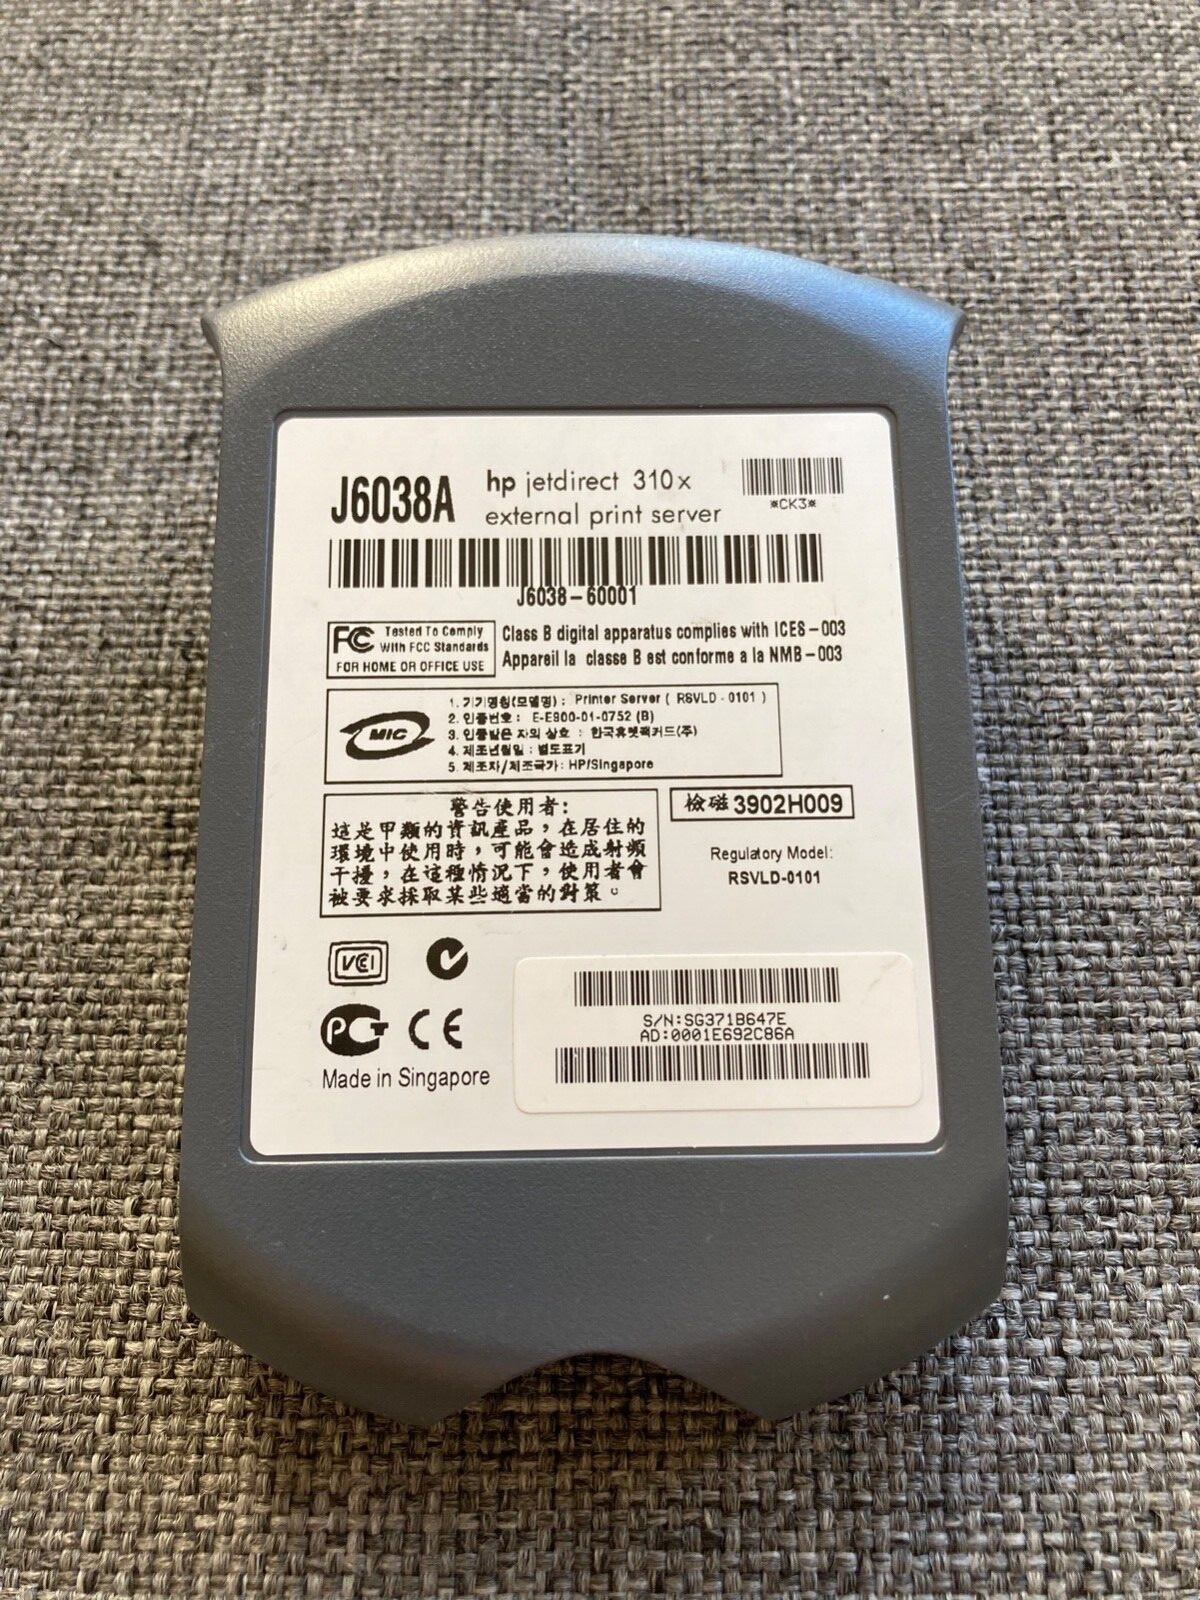 J6038A
hp jetdirect 310x
external print server
*CK3*
J6038-60001
FC Tested To Comply
With FCC Standards
FOR HOME OR OFFICE USE
Class B digital apparatus complies with ICES-003
Appareil la classe B est conforme a la NMB-003
MIC
1. 기기명칭(모델명) : Printer Server ( RSVLD - 0101 )
2. 인증번호 : E-E900-01-0752 (B)
3. 인증받은 자의 상호 : 한국휴렛팩커드(주)
4. 제조년월일 : 별도표기
5. 제조자/제조국가: HP/Singapore
警告使用者:
這是甲類的資訊產品，在居住的
環境中使用時，可能會造成射頻
干擾，在這種情況下，使用者會
被要求採取某些適當的對策。
檢磁 3902H009
Regulatory Model:
RSVLD-0101
VCI
PCT CE
Made in Singapore
S/N:SG371B647E
AD:0001E692C86A